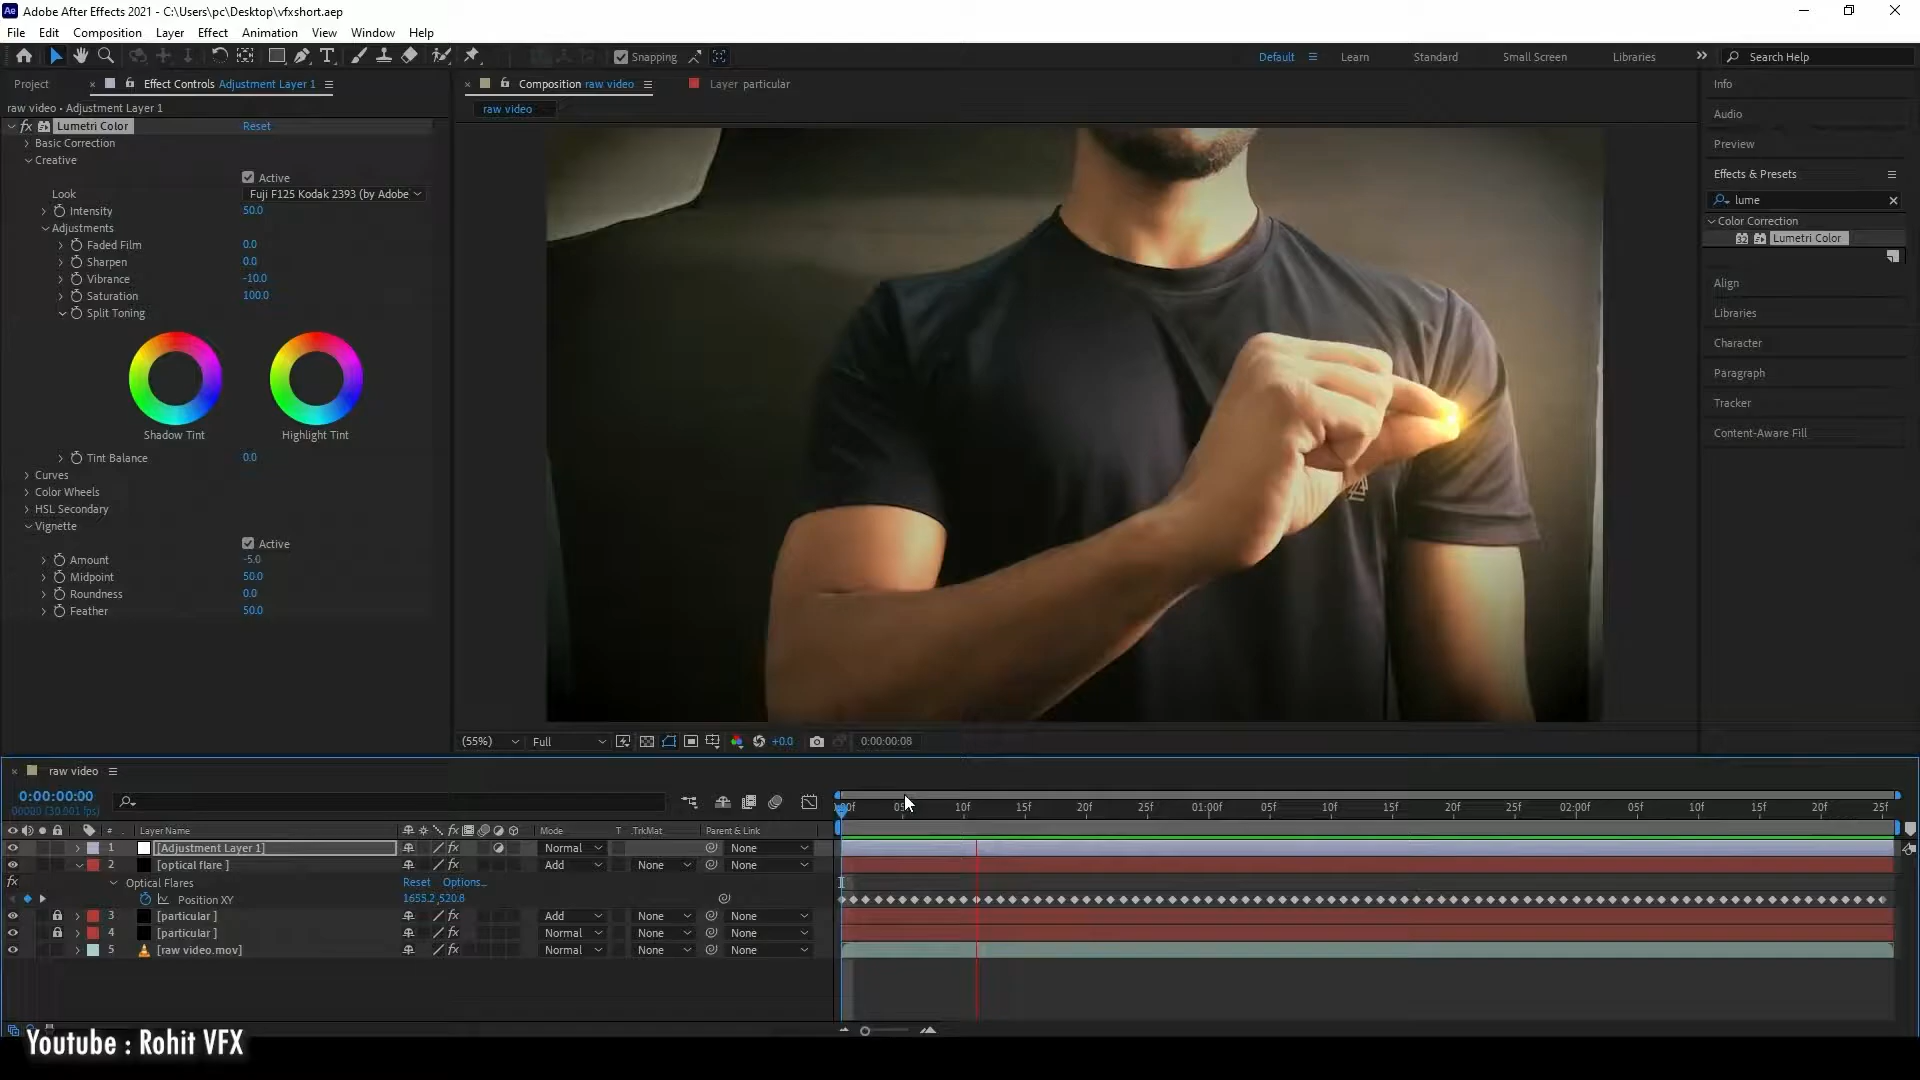 Adobe After Effects 2021 - C:\Users\pc\Desktop\vfxshort.aep
File Edit Composition Layer Effect Animation View Window Help
Snapping
Default Learn Standard Small Screen Libraries Search Help
Project Effect Controls Adjustment Layer 1
raw video • Adjustment Layer 1
fx Lumetri Color Reset
Basic Correction
Creative
Active
Look Fuji F125 Kodak 2393 (by Adobe
Intensity 50.0
Adjustments
Faded Film 0.0
Sharpen 0.0
Vibrance -10.0
Saturation 100.0
Split Toning
Shadow Tint Highlight Tint
Tint Balance 0.0
Curves
Color Wheels
HSL Secondary
Vignette
Active
Amount -5.0
Midpoint 50.0
Roundness 0.0
Feather 50.0
Composition raw video Layer particular
raw video
(55%) Full +0.0 0:00:00:08
Info
Audio
Preview
Effects & Presets
lume
Color Correction
32 Lumetri Color
Align
Libraries
Character
Paragraph
Tracker
Content-Aware Fill
raw video
0:00:00:00
00000 (30.001 fps)
05f 10f 15f 20f 25f 01:00f 05f 10f 15f 20f 25f 02:00f 05f 10f 15f 20f 25f
# Layer Name fx Mode T .TrkMat Parent & Link
1 [Adjustment Layer 1] fx Normal None
2 [optical flare ] fx Add None None
fx Optical Flares Reset Options...
Position XY 1655.2,520.8
3 [particular ] fx Add None None
4 [particular ] fx Normal None None
5 [raw video.mov] fx Normal None None
Youtube : Rohit VFX